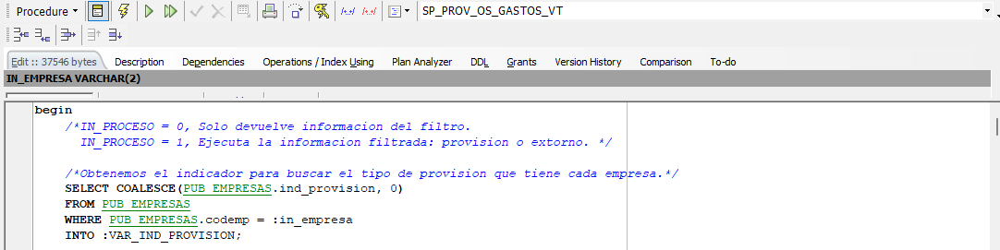 Procedure SP_PROV_OS_GASTOS_VT
Edit :: 37546 bytes Description Dependencies Operations / Index Using Plan Analyzer DDL Grants Version History Comparison To-do
IN_EMPRESA VARCHAR(2)
begin
/*IN_PROCESO = 0, Solo devuelve informacion del filtro.
IN_PROCESO = 1, Ejecuta la informacion filtrada: provision o extorno. */
/*Obtenemos el indicador para buscar el tipo de provision que tiene cada empresa.*/
SELECT COALESCE(PUB_EMPRESAS.ind_provision, 0)
FROM PUB_EMPRESAS
WHERE PUB_EMPRESAS.codemp = :in_empresa
INTO :VAR_IND_PROVISION;